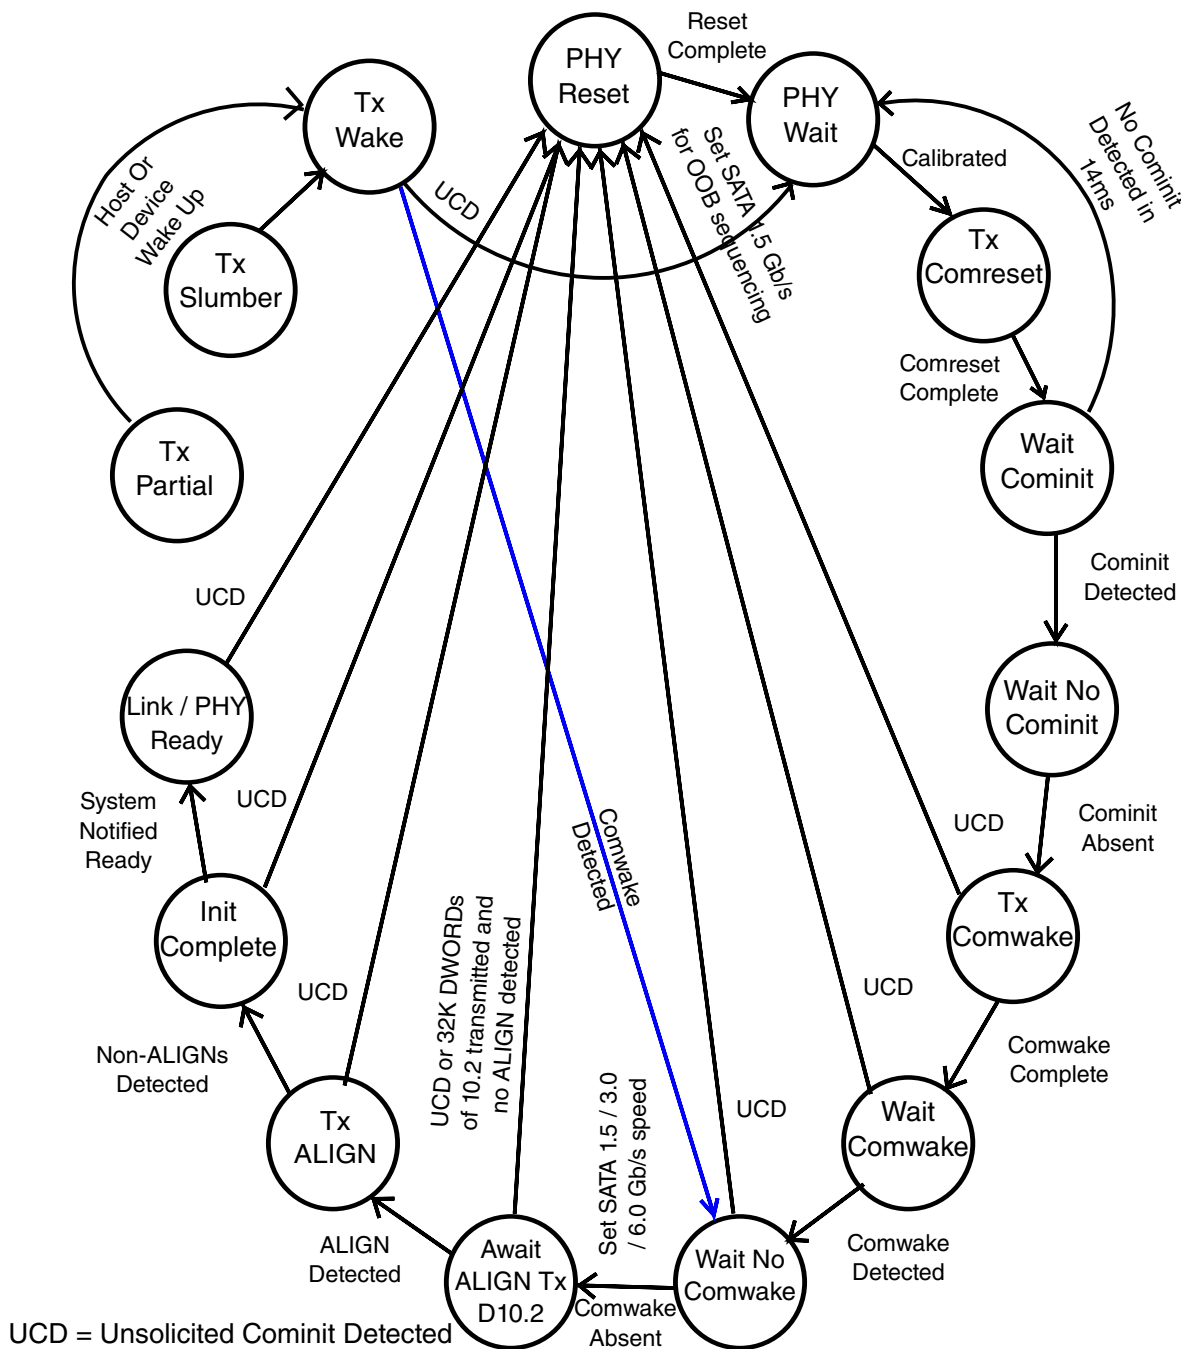 PHY
Reset
Reset
Complete
PHY
Wait
Tx
Wake
Host Or
Device
Wake Up
UCD
Set SATA 1.5 Gb/s
for OOB sequencing
Calibrated
No Cominit
Detected in
14ms
Tx
Slumber
Tx
Comreset
Comreset
Complete
Tx
Partial
Wait
Cominit
Cominit
Detected
UCD
Link / PHY
Ready
Wait No
Cominit
System
Notified
Ready
UCD
Comwake
Detected
UCD
Cominit
Absent
Init
Complete
Tx
Comwake
UCD
UCD or 32K DWORDs
of 10.2 transmitted and
no ALIGN detected
UCD
Non-ALIGNs
Detected
Comwake
Complete
Tx
ALIGN
Set SATA 1.5 / 3.0
/ 6.0 Gb/s speed
UCD
Wait
Comwake
ALIGN
Detected
Await
ALIGN Tx
D10.2
Comwake
Absent
Wait No
Comwake
Comwake
Detected
UCD = Unsolicited Cominit Detected